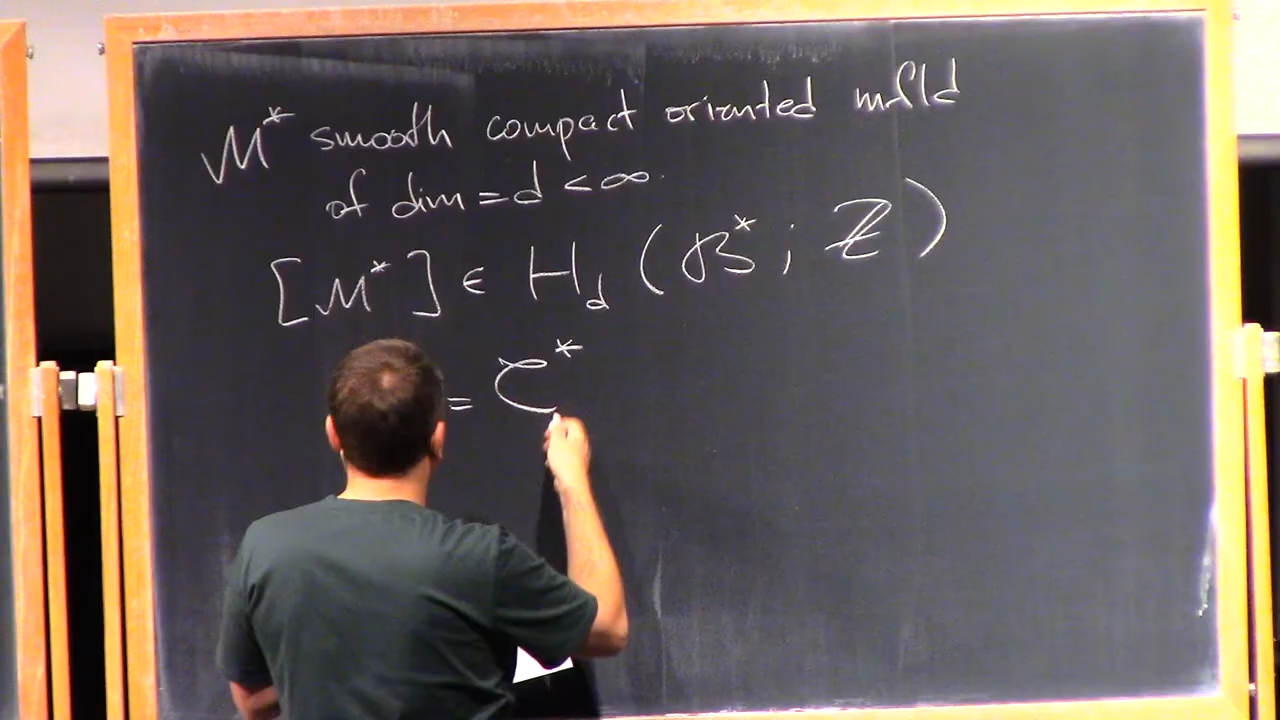 M* smooth compact oriented mfld
of dim = d < ∞.
[M*] ∈ H_d (B*; ℤ)
= C*